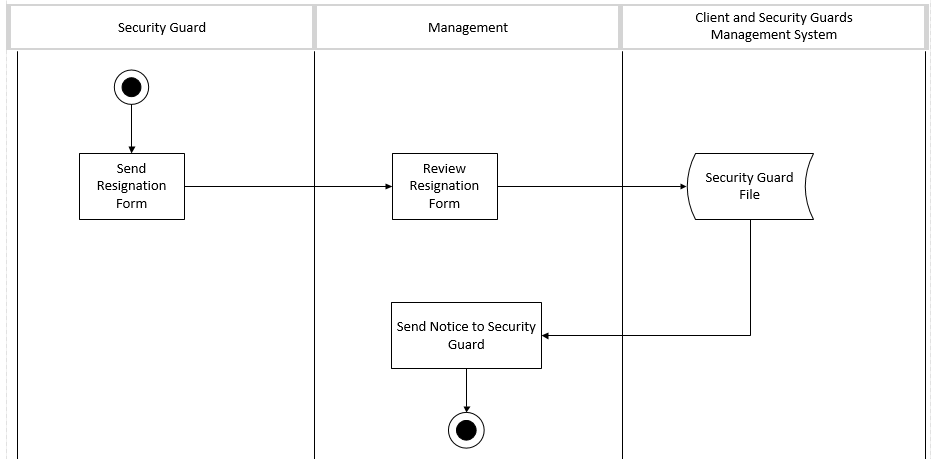 Security Guard
Management
Client and Security Guards
Management System
Send
Resignation
Form
Review
Resignation
Form
Security Guard
File
Send Notice to Security
Guard